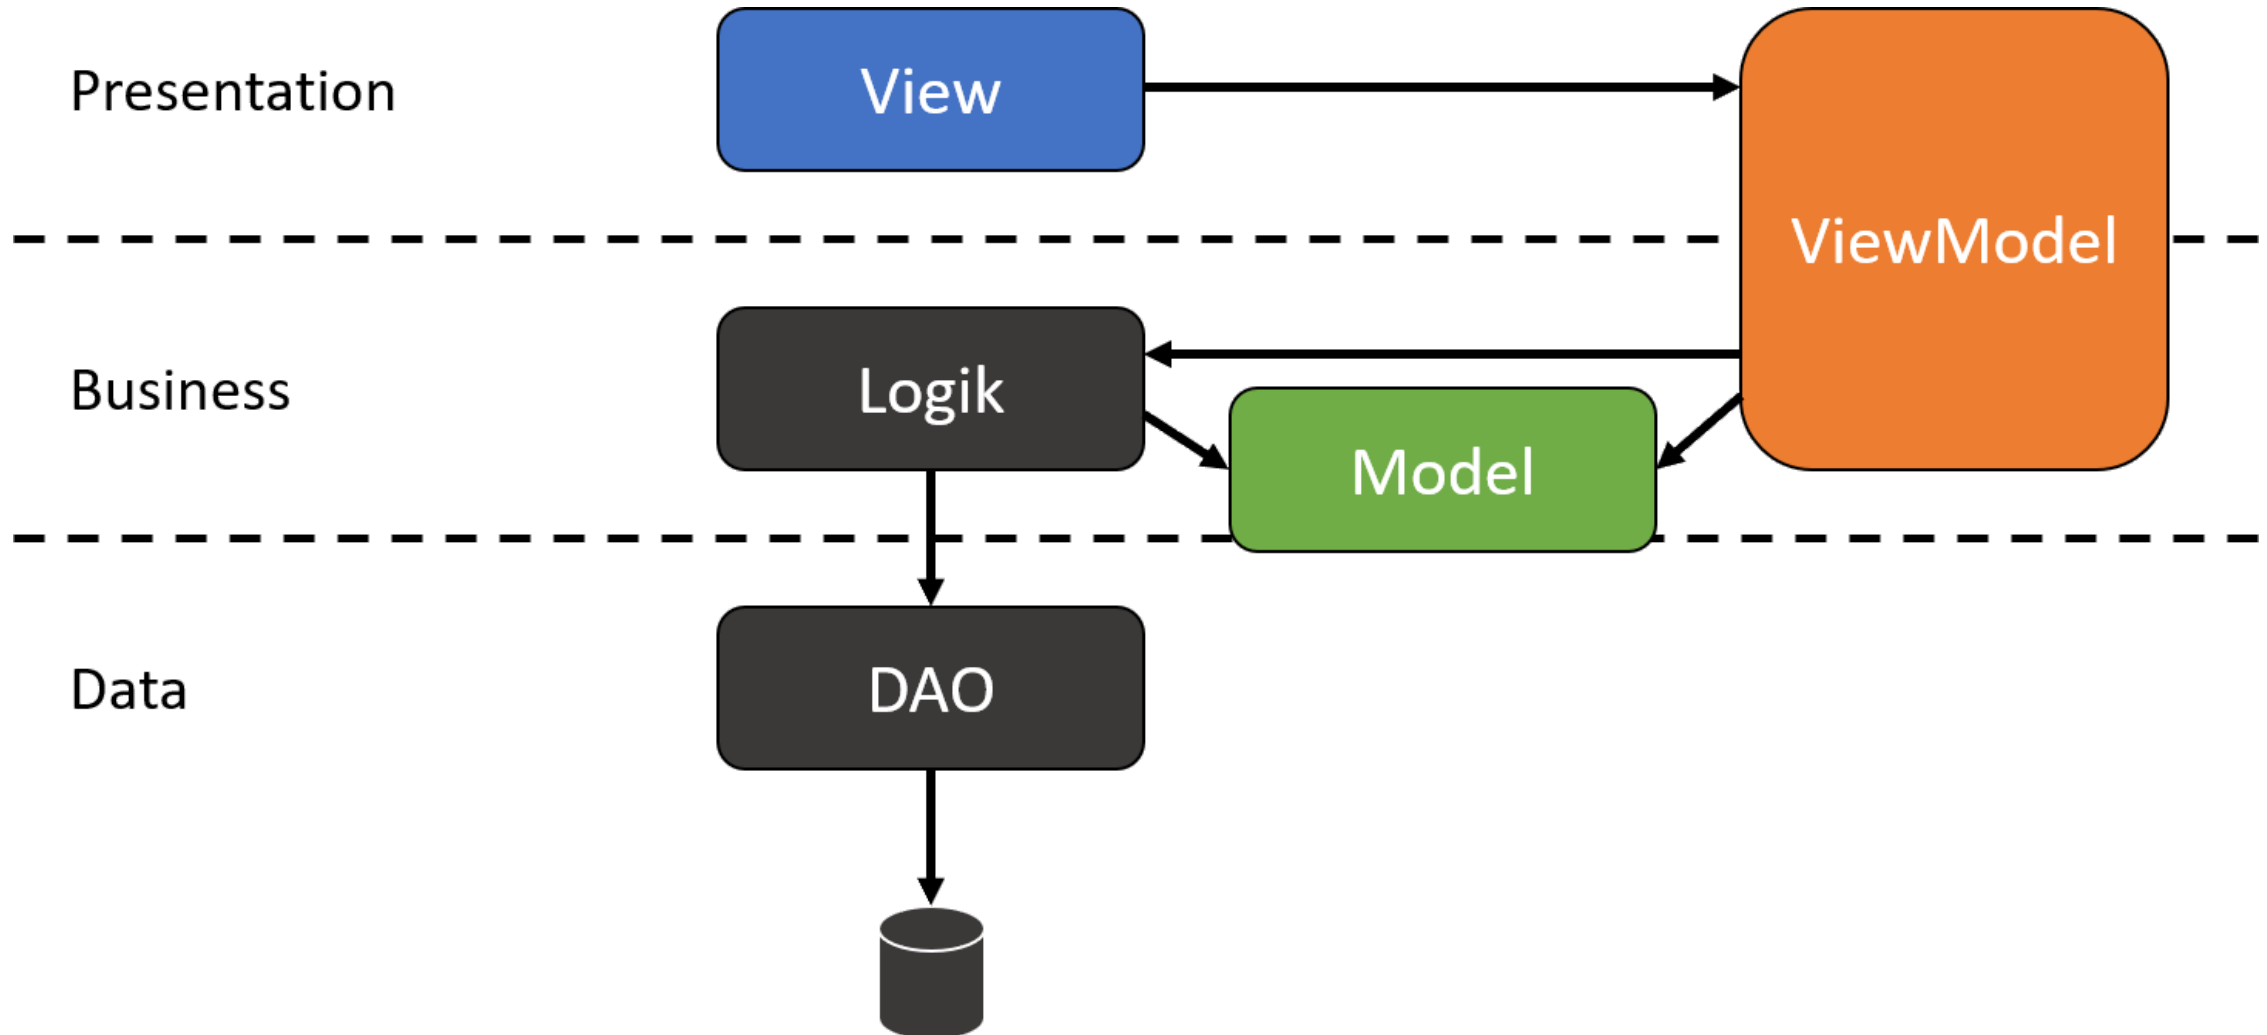 Presentation
View
ViewModel
Business
Logik
Model
Data
DAO